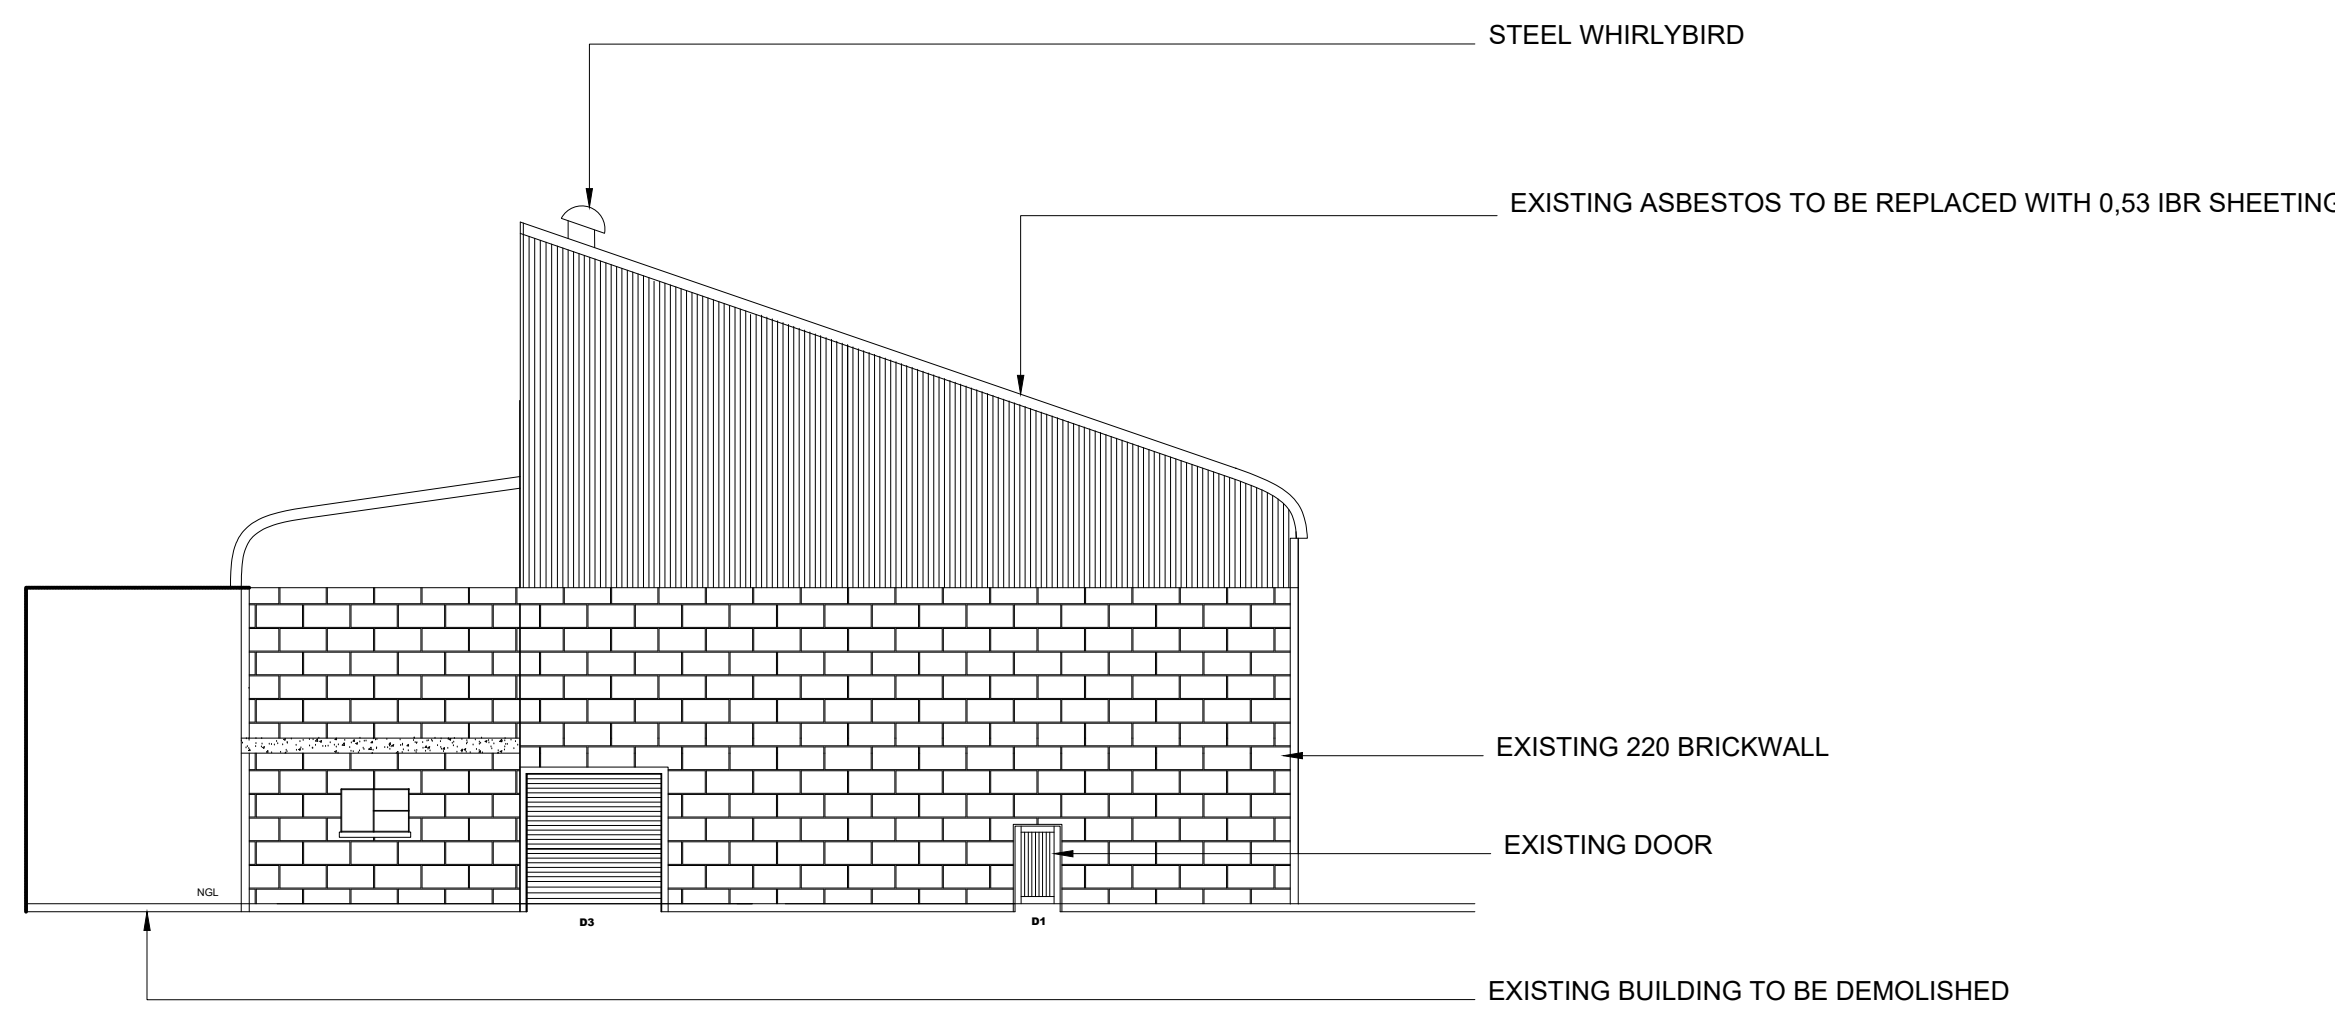 STEEL WHIRLYBIRD
EXISTING ASBESTOS TO BE REPLACED WITH 0,53 IBR SHEETING
EXISTING 220 BRICKWALL
EXISTING DOOR
NGL
D3
D1
EXISTING BUILDING TO BE DEMOLISHED